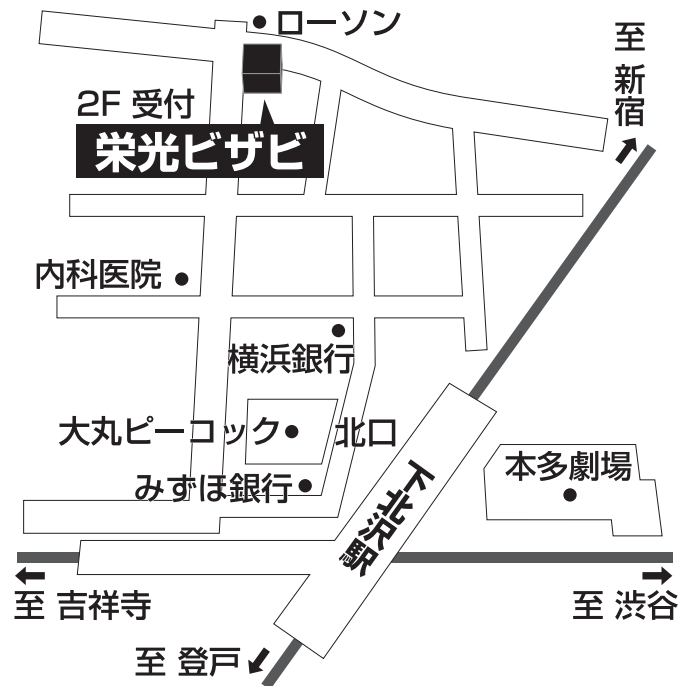 ローソン
至 新宿
2F 受付
栄光ビザビ
内科医院
横浜銀行
大丸ピーコック
北口
みずほ銀行
本多劇場
下北沢駅
至 吉祥寺
至 渋谷
至 登戸